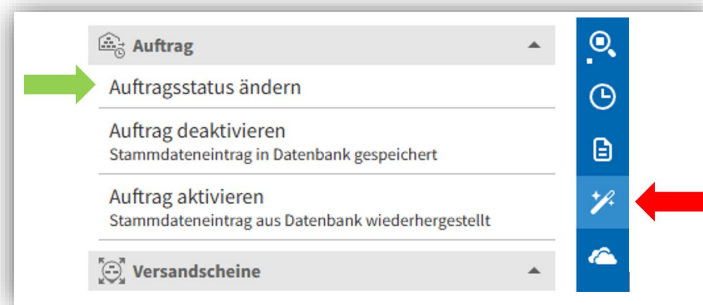 Auftrag
Auftragsstatus ändern
Auftrag deaktivieren
Stammdateneintrag in Datenbank gespeichert
Auftrag aktivieren
Stammdateneintrag aus Datenbank wiederhergestellt
Versandscheine